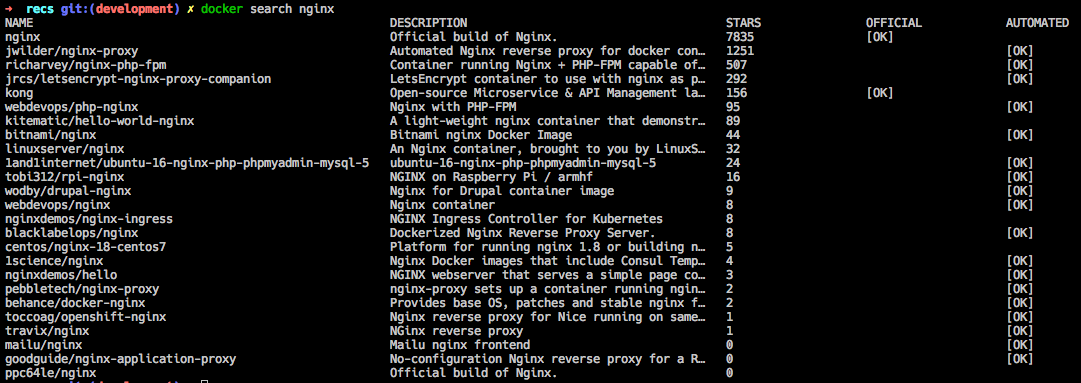 → recs git:(development) ✗ docker search nginx
NAME DESCRIPTION STARS OFFICIAL AUTOMATED
nginx Official build of Nginx. 7835 [OK]
jwilder/nginx-proxy Automated Nginx reverse proxy for docker con… 1251 [OK]
richarvey/nginx-php-fpm Container running Nginx + PHP-FPM capable of… 507 [OK]
jrcs/letsencrypt-nginx-proxy-companion LetsEncrypt container to use with nginx as p… 292 [OK]
kong Open-source Microservice & API Management la… 156 [OK]
webdevops/php-nginx Nginx with PHP-FPM 95 [OK]
kitematic/hello-world-nginx A light-weight nginx container that demonstr… 89
bitnami/nginx Bitnami nginx Docker Image 44 [OK]
linuxserver/nginx An Nginx container, brought to you by LinuxS… 32
1and1internet/ubuntu-16-nginx-php-phpmyadmin-mysql-5 ubuntu-16-nginx-php-phpmyadmin-mysql-5 24 [OK]
tobi312/rpi-nginx NGINX on Raspberry Pi / armhf 16 [OK]
wodby/drupal-nginx Nginx for Drupal container image 9 [OK]
webdevops/nginx Nginx container 8 [OK]
nginxdemos/nginx-ingress NGINX Ingress Controller for Kubernetes 8
blacklabelops/nginx Dockerized Nginx Reverse Proxy Server. 8 [OK]
centos/nginx-18-centos7 Platform for running nginx 1.8 or building n… 5
1science/nginx Nginx Docker images that include Consul Temp… 4 [OK]
nginxdemos/hello NGINX webserver that serves a simple page co… 3 [OK]
pebbletech/nginx-proxy nginx-proxy sets up a container running ngin… 2 [OK]
behance/docker-nginx Provides base OS, patches and stable nginx f… 2 [OK]
toccoag/openshift-nginx Nginx reverse proxy for Nice running on same… 1 [OK]
travix/nginx NGinx reverse proxy 1 [OK]
mailu/nginx Mailu nginx frontend 0 [OK]
goodguide/nginx-application-proxy No-configuration Nginx reverse proxy for a R… 0 [OK]
ppc64le/nginx Official build of Nginx. 0